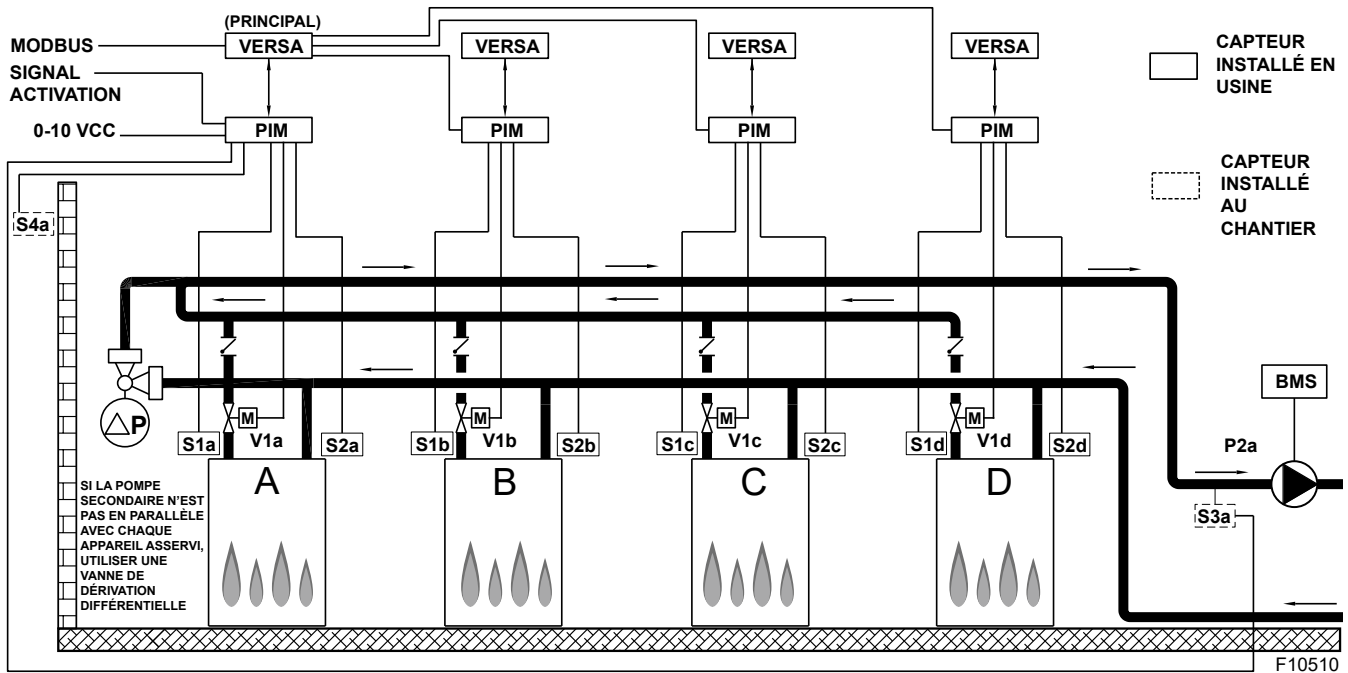 (PRINCIPAL)
MODBUS
VERSA
VERSA
VERSA
VERSA
SIGNAL
ACTIVATION
0-10 VCC
PIM
PIM
PIM
PIM
CAPTEUR
INSTALLÉ EN
USINE
CAPTEUR
INSTALLÉ
AU
CHANTIER
S4a
ΔP
M
M
M
M
S1a
V1a
S2a
S1b
V1b
S2b
S1c
V1c
S2c
S1d
V1d
S2d
BMS
P2a
S3a
A
B
C
D
SI LA POMPE
SECONDAIRE N'EST
PAS EN PARALLÈLE
AVEC CHAQUE
APPAREIL ASSERVI,
UTILISER UNE
VANNE DE
DÉRIVATION
DIFFÉRENTIELLE
F10510